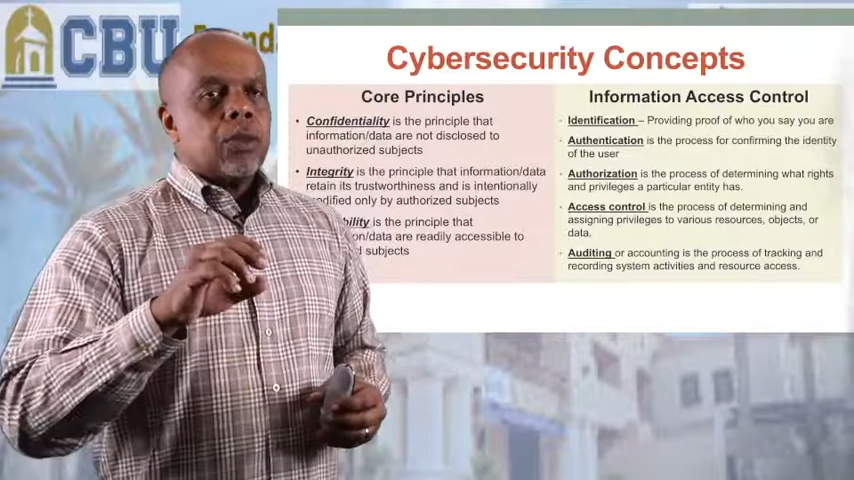 CBU Founda
Cybersecurity Concepts
Core Principles
• Confidentiality is the principle that
information/data are not disclosed to
unauthorized subjects
• Integrity is the principle that information/data
retain its trustworthiness and is intentionally
odified only by authorized subjects
bility is the principle that
on/data are readily accessible to
d subjects
Information Access Control
Identification – Providing proof of who you say you are
Authentication is the process for confirming the identity
of the user
Authorization is the process of determining what rights
and privileges a particular entity has.
Access control is the process of determining and
assigning privileges to various resources, objects, or
data.
Auditing or accounting is the process of tracking and
recording system activities and resource access.